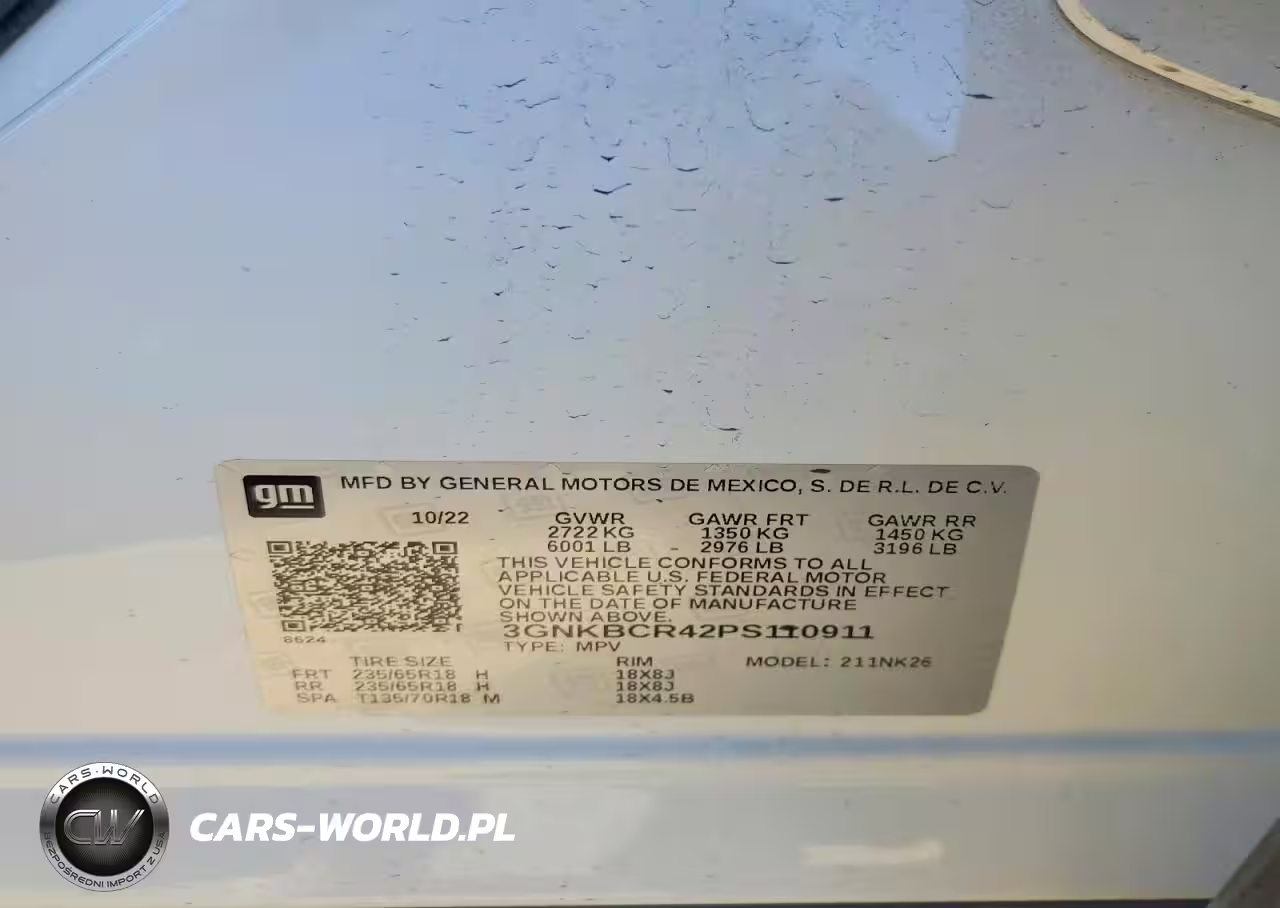 gm MFD BY GENERAL MOTORS DE MEXICO, S. DE R.L. DE C.V.
10/22 GVWR GAWR FRT GAWR RR
2722 KG 1350 KG 1450 KG
6001 LB - 2976 LB 3196 LB
THIS VEHICLE CONFORMS TO ALL
APPLICABLE U.S. FEDERAL MOTOR
VEHICLE SAFETY STANDARDS IN EFFECT
ON THE DATE OF MANUFACTURE
SHOWN ABOVE.
8624 3GNKBCR42PS110911
TYPE: MPV
TIRE SIZE RIM MODEL: 211NK26
FRT 235/65R18 H 18X8J
RR 235/65R18 H 18X8J
SPA T135/70R18 M 18X4.5B
CARS-WORLD
CW
BEZPOŚREDNI IMPORT Z USA
CARS-WORLD.PL